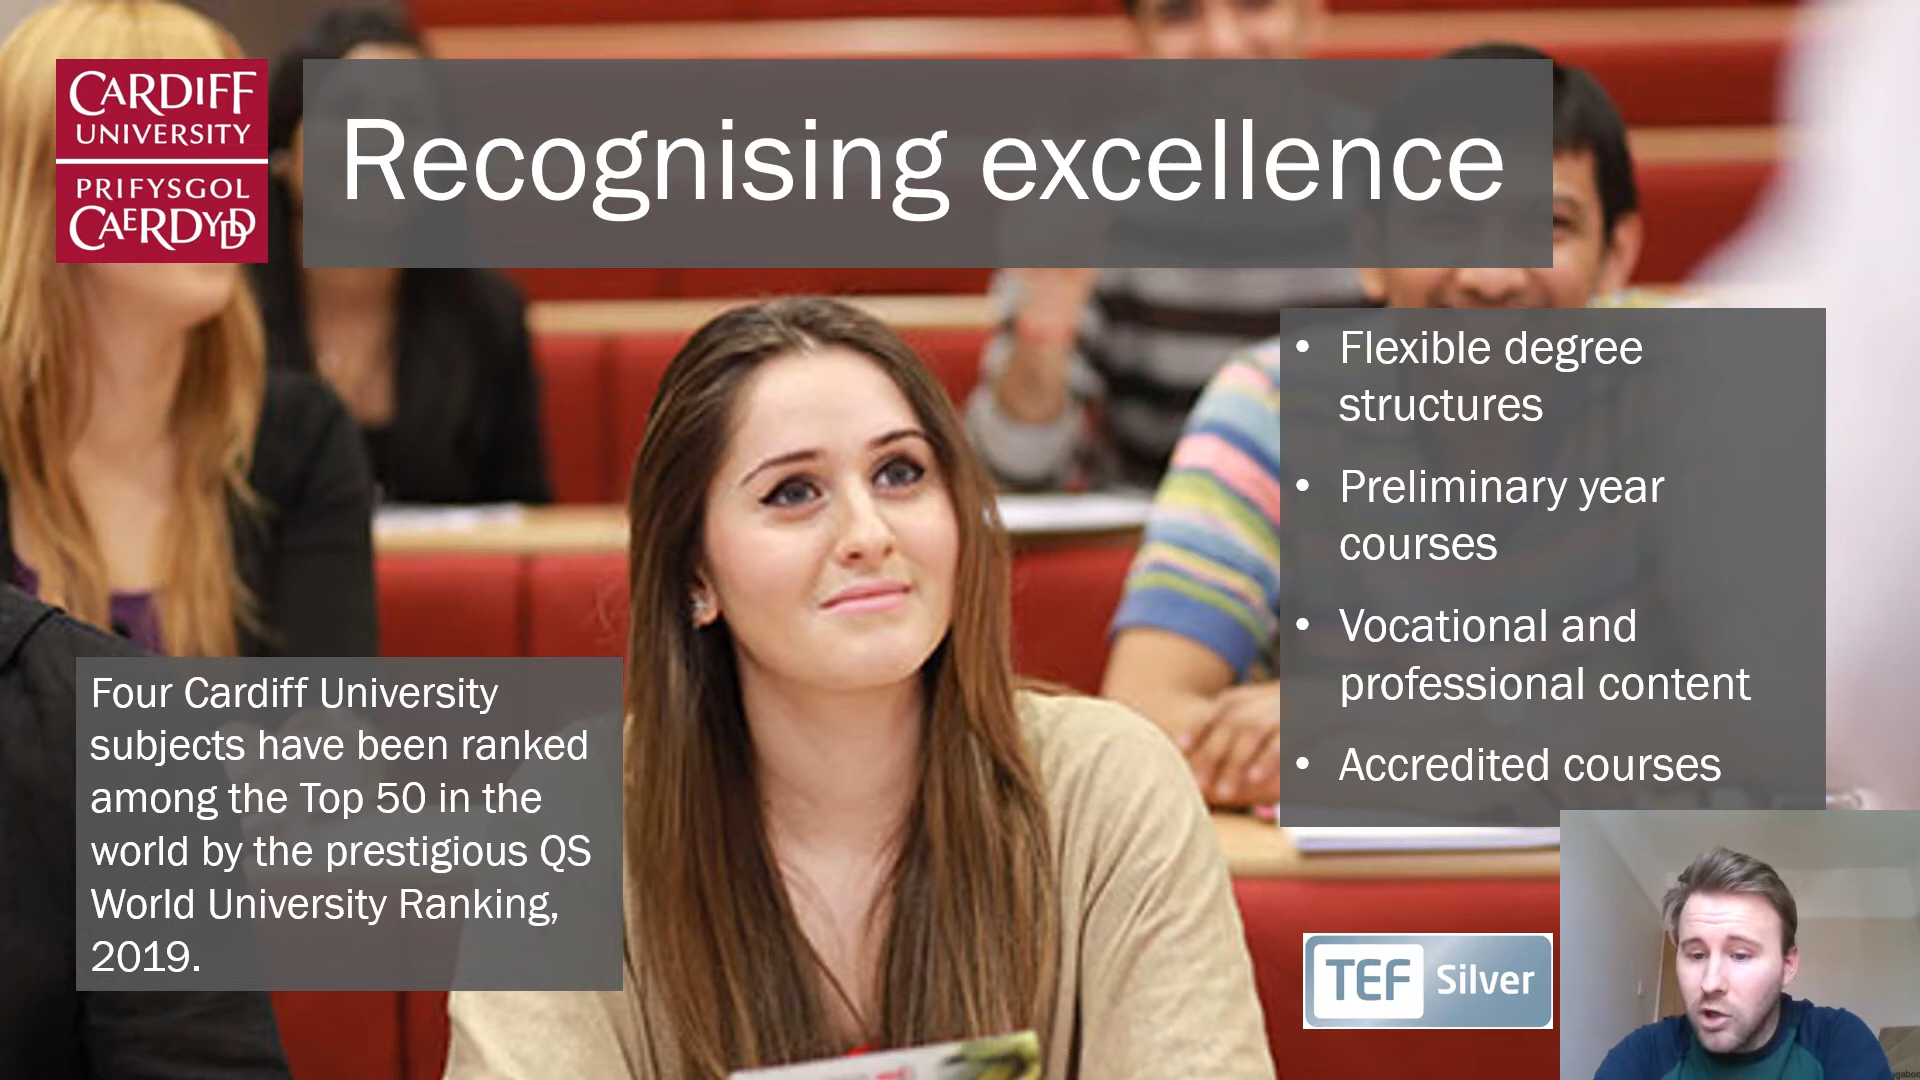 CARDIFF
UNIVERSITY
PRIFYSGOL
CAERDYDD
Recognising excellence
• Flexible degree
structures
• Preliminary year
courses
• Vocational and
professional content
• Accredited courses
Four Cardiff University
subjects have been ranked
among the Top 50 in the
world by the prestigious QS
World University Ranking,
2019.
TEF Silver